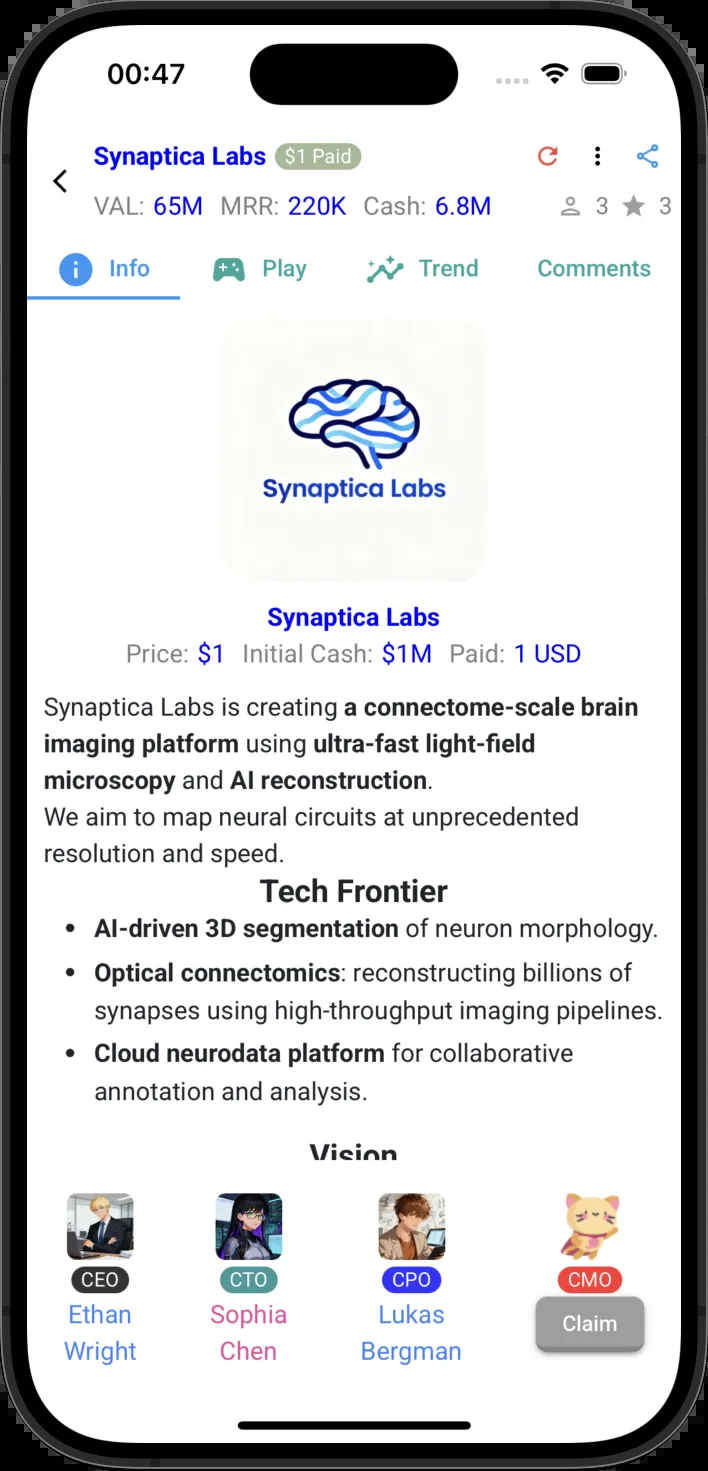 00:47
Synaptica Labs $1 Paid
VAL: 65M MRR: 220K Cash: 6.8M 3 3
Info Play Trend Comments
Synaptica Labs
Synaptica Labs
Price: $1 Initial Cash: $1M Paid: 1 USD
Synaptica Labs is creating a connectome-scale brain
imaging platform using ultra-fast light-field
microscopy and AI reconstruction.
We aim to map neural circuits at unprecedented
resolution and speed.
Tech Frontier
• AI-driven 3D segmentation of neuron morphology.
• Optical connectomics: reconstructing billions of
synapses using high-throughput imaging pipelines.
• Cloud neurodata platform for collaborative
annotation and analysis.
Vision
CEO CTO CPO CMO
Ethan Sophia Lukas Claim
Wright Chen Bergman